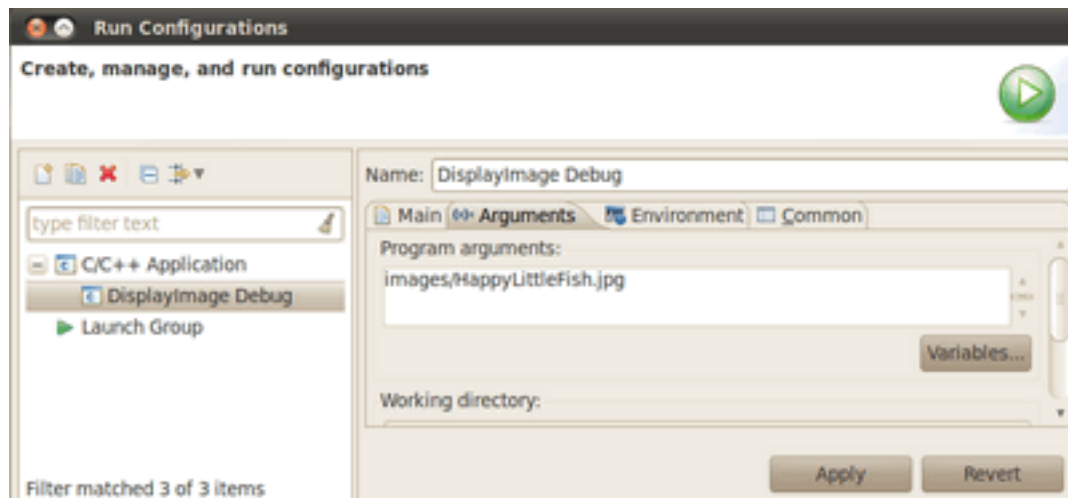 Run Configurations
Create, manage, and run configurations
Name: DisplayImage Debug
type filter text
Main Arguments Environment Common
Program arguments:
C/C++ Application
images/HappyLittleFish.jpg
DisplayImage Debug
Launch Group
Variables...
Working directory:
Apply Revert
Filter matched 3 of 3 items